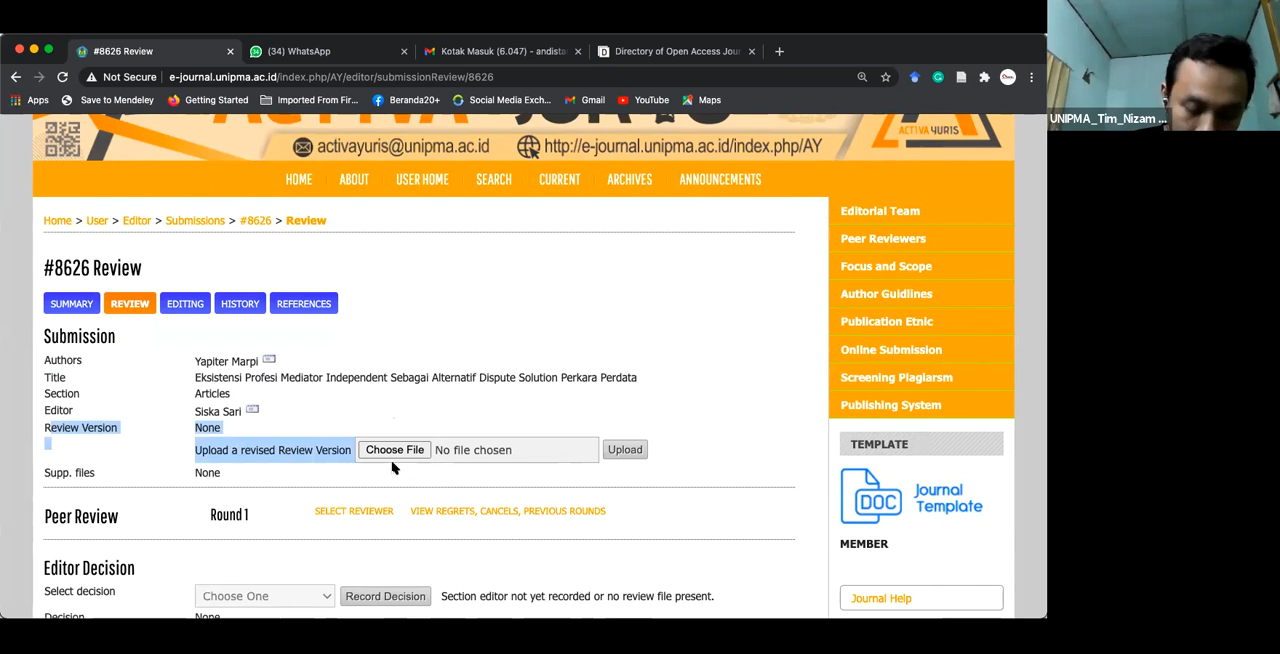 #8626 Review
(34) WhatsApp
Kotak Masuk (6.047) - andista
Directory of Open Access Jour
Not Secure
e-journal.unipma.ac.id/index.php/AY/editor/submissionReview/8626
Apps
Save to Mendeley
Getting Started
Imported From Fir...
Beranda20+
Social Media Exch...
Gmail
YouTube
Maps
UNIPMA_Tim_Nizam ...
activayuris@unipma.ac.id
http://e-journal.unipma.ac.id/index.php/AY
ACTIVA YURIS
HOME
ABOUT
USER HOME
SEARCH
CURRENT
ARCHIVES
ANNOUNCEMENTS
Home > User > Editor > Submissions > #8626 > Review
#8626 Review
SUMMARY
REVIEW
EDITING
HISTORY
REFERENCES
Submission
Authors Yapiter Marpi
Title Eksistensi Profesi Mediator Independent Sebagai Alternatif Dispute Solution Perkara Perdata
Section Articles
Editor Siska Sari
Review Version None
Upload a revised Review Version Choose File No file chosen Upload
Supp. files None
Peer Review Round 1 SELECT REVIEWER VIEW REGRETS, CANCELS, PREVIOUS ROUNDS
Editor Decision
Select decision Choose One Record Decision Section editor not yet recorded or no review file present.
Decision None
Editorial Team
Peer Reviewers
Focus and Scope
Author Guidlines
Publication Etnic
Online Submission
Screening Plagiarsm
Publishing System
TEMPLATE
DOC
Journal
Template
MEMBER
Journal Help